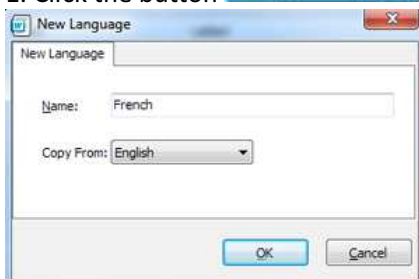 1. Click the button
New Language
New Language
Name: French
Copy From: English
OK Cancel